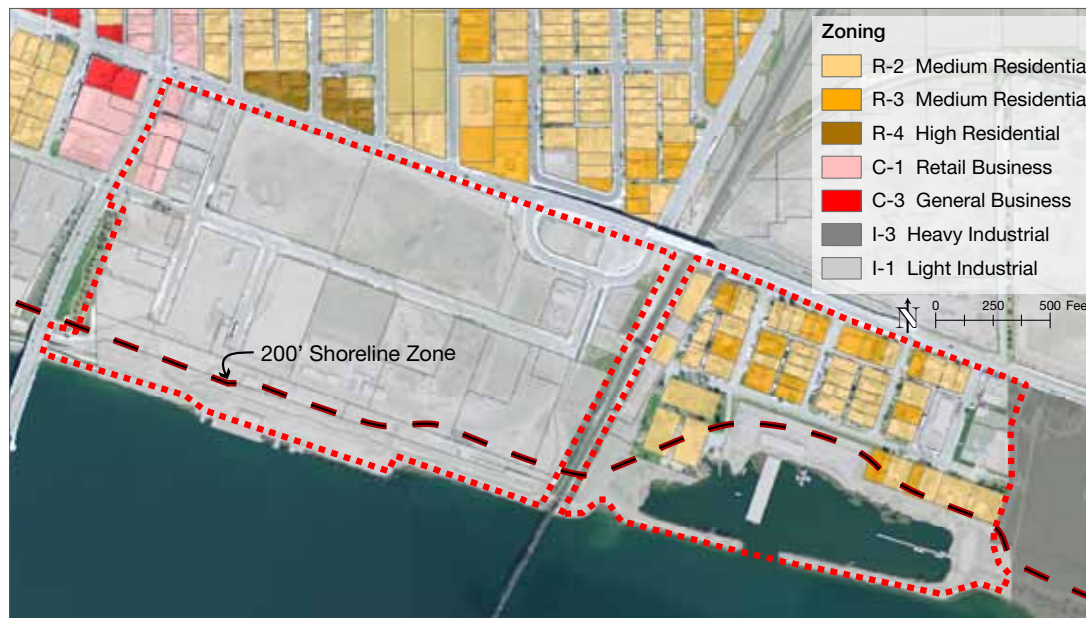 Zoning
R-2 Medium Residentia
R-3 Medium Residentia
R-4 High Residential
C-1 Retail Business
C-3 General Business
I-3 Heavy Industrial
I-1 Light Industrial
0 250 500 Fee
N
200' Shoreline Zone